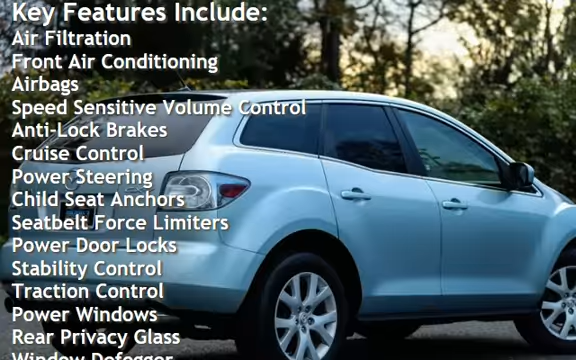 Key Features Include:
Air Filtration
Front Air Conditioning
Airbags
Speed Sensitive Volume Control
Anti-Lock Brakes
Cruise Control
Power Steering
Child Seat Anchors
Seatbelt Force Limiters
Power Door Locks
Stability Control
Traction Control
Power Windows
Rear Privacy Glass
Window Defogger